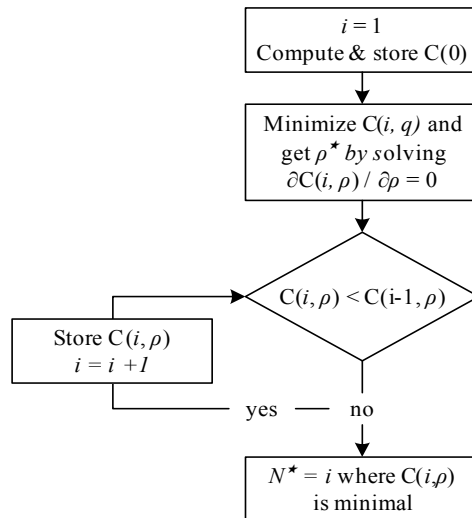 i = 1
Compute & store C(0)
Minimize C(i, q) and
get ρ★ by solving
∂C(i, ρ) / ∂ρ = 0
C(i, ρ) < C(i-1, ρ)
Store C(i, ρ)
i = i +1
yes
no
N★ = i where C(i,ρ)
is minimal